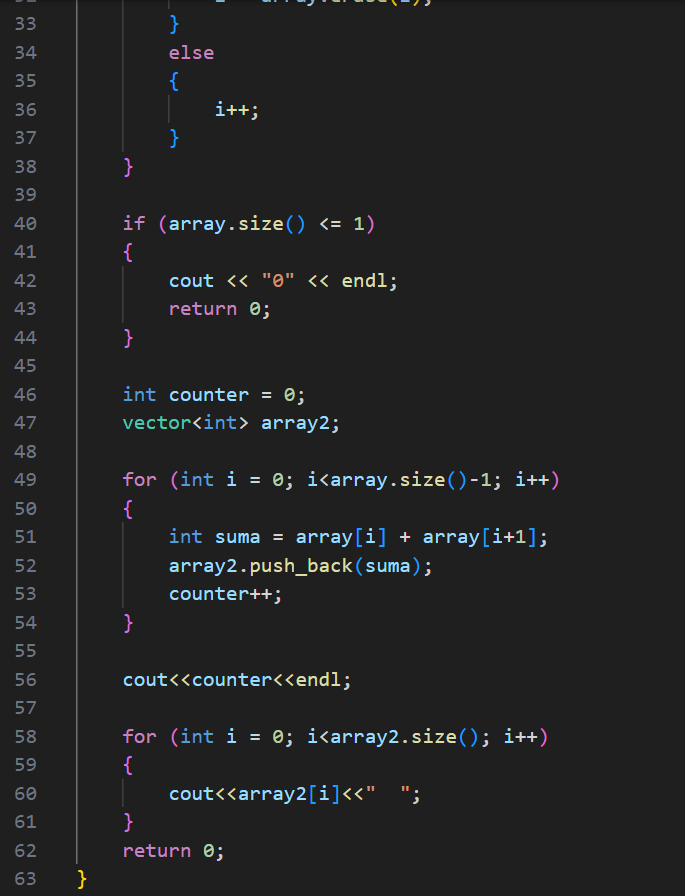 33 }
34 else
35 {
36 i++;
37 }
38 }
39
40 if (array.size() <= 1)
41 {
42 cout << "0" << endl;
43 return 0;
44 }
45
46 int counter = 0;
47 vector<int> array2;
48
49 for (int i = 0; i<array.size()-1; i++)
50 {
51 int suma = array[i] + array[i+1];
52 array2.push_back(suma);
53 counter++;
54 }
55
56 cout<<counter<<endl;
57
58 for (int i = 0; i<array2.size(); i++)
59 {
60 cout<<array2[i]<<"  ";
61 }
62 return 0;
63 }